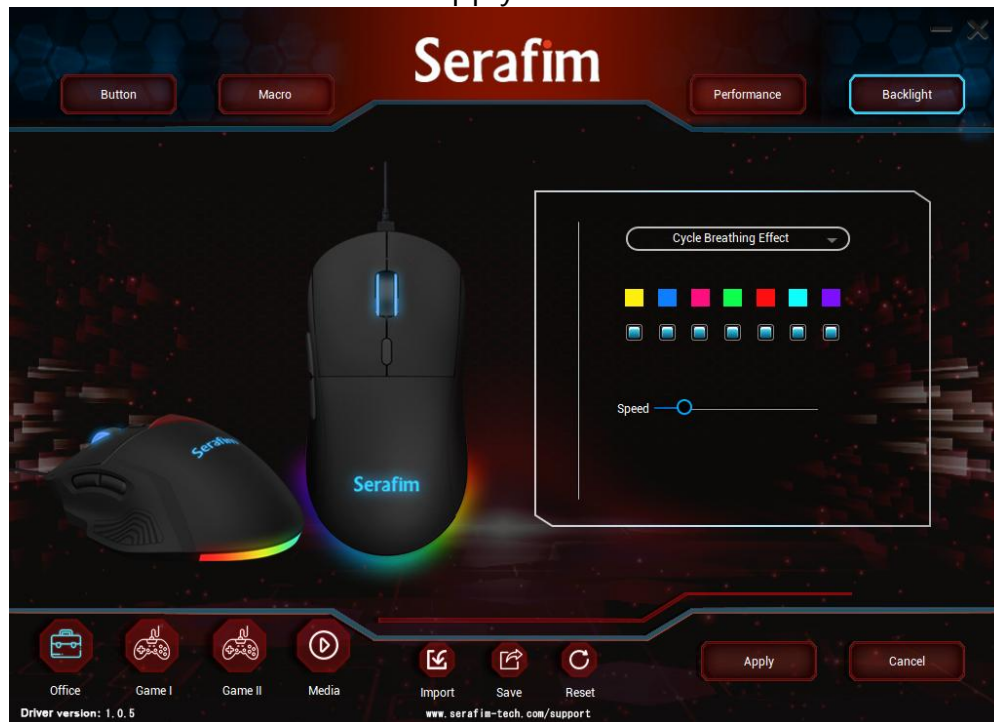 Serafim
Button
Macro
Performance
Backlight
Cycle Breathing Effect
Speed
Serafim
Serafim
Office
Game I
Game II
Media
Import
Save
Reset
Apply
Cancel
Driver version: 1.0.5
www.serafim-tech.com/support